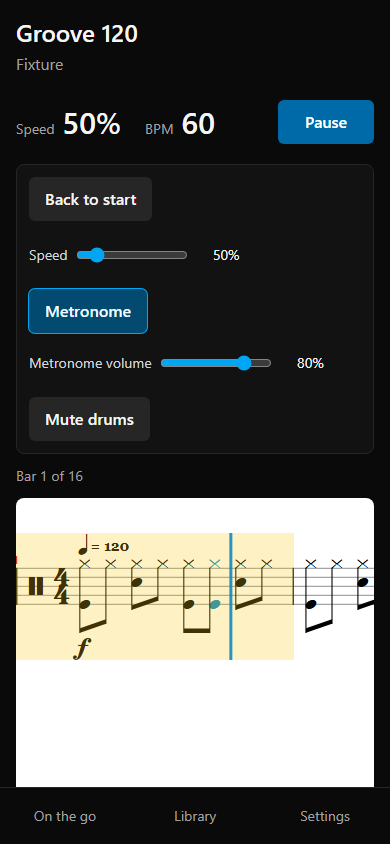 Groove 120
Fixture
Speed 50% BPM 60 Pause
Back to start
Speed 50%
Metronome
Metronome volume 80%
Mute drums
Bar 1 of 16
= 120
4
4
f
On the go Library Settings